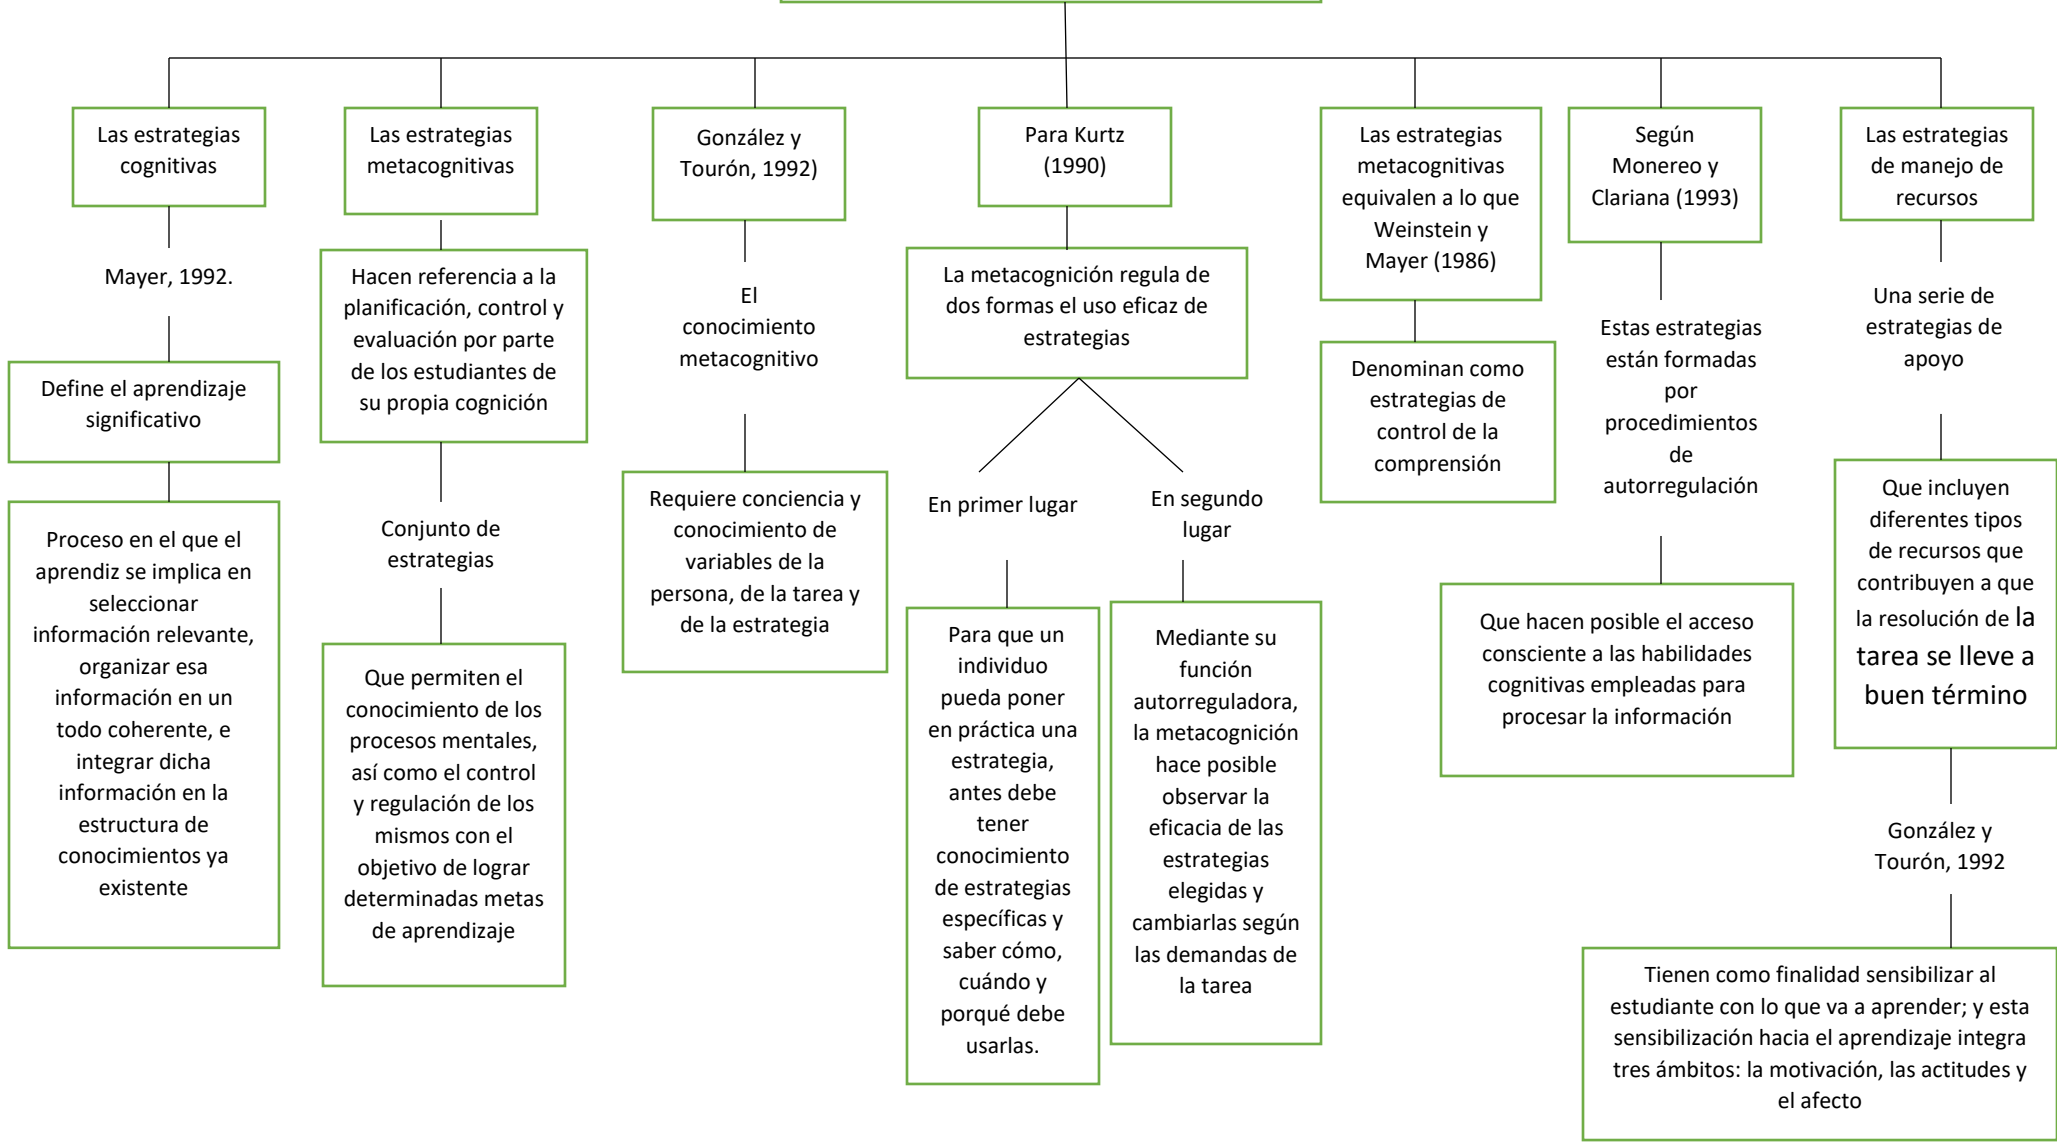 Las estrategias
cognitivas
Mayer, 1992.
Define el aprendizaje
significativo
Proceso en el que el
aprendiz se implica en
seleccionar
información relevante,
organizar esa
información en un
todo coherente, e
integrar dicha
información en la
estructura de
conocimientos ya
existente
Las estrategias
metacognitivas
Hacen referencia a la
planificación, control y
evaluación por parte
de los estudiantes de
su propia cognición
Conjunto de
estrategias
Que permiten el
conocimiento de los
procesos mentales,
así como el control
y regulación de los
mismos con el
objetivo de lograr
determinadas metas
de aprendizaje
González y
Tourón, 1992)
El
conocimiento
metacognitivo
Requiere conciencia y
conocimiento de
variables de la
persona, de la tarea y
de la estrategia
Para Kurtz
(1990)
La metacognición regula de
dos formas el uso eficaz de
estrategias
En primer lugar
Para que un
individuo
pueda poner
en práctica una
estrategia,
antes debe
tener
conocimiento
de estrategias
específicas y
saber cómo,
cuándo y
porqué debe
usarlas.
En segundo
lugar
Mediante su
función
autorreguladora,
la metacognición
hace posible
observar la
eficacia de las
estrategias
elegidas y
cambiarlas según
las demandas de
la tarea
Las estrategias
metacognitivas
equivalen a lo que
Weinstein y
Mayer (1986)
Denominan como
estrategias de
control de la
comprensión
Según
Monereo y
Clariana (1993)
Estas estrategias
están formadas
por
procedimientos
de
autorregulación
Que hacen posible el acceso
consciente a las habilidades
cognitivas empleadas para
procesar la información
Las estrategias
de manejo de
recursos
Una serie de
estrategias de
apoyo
Que incluyen
diferentes tipos
de recursos que
contribuyen a que
la resolución de la
tarea se lleve a
buen término
González y
Tourón, 1992
Tienen como finalidad sensibilizar al
estudiante con lo que va a aprender; y esta
sensibilización hacia el aprendizaje integra
tres ámbitos: la motivación, las actitudes y
el afecto